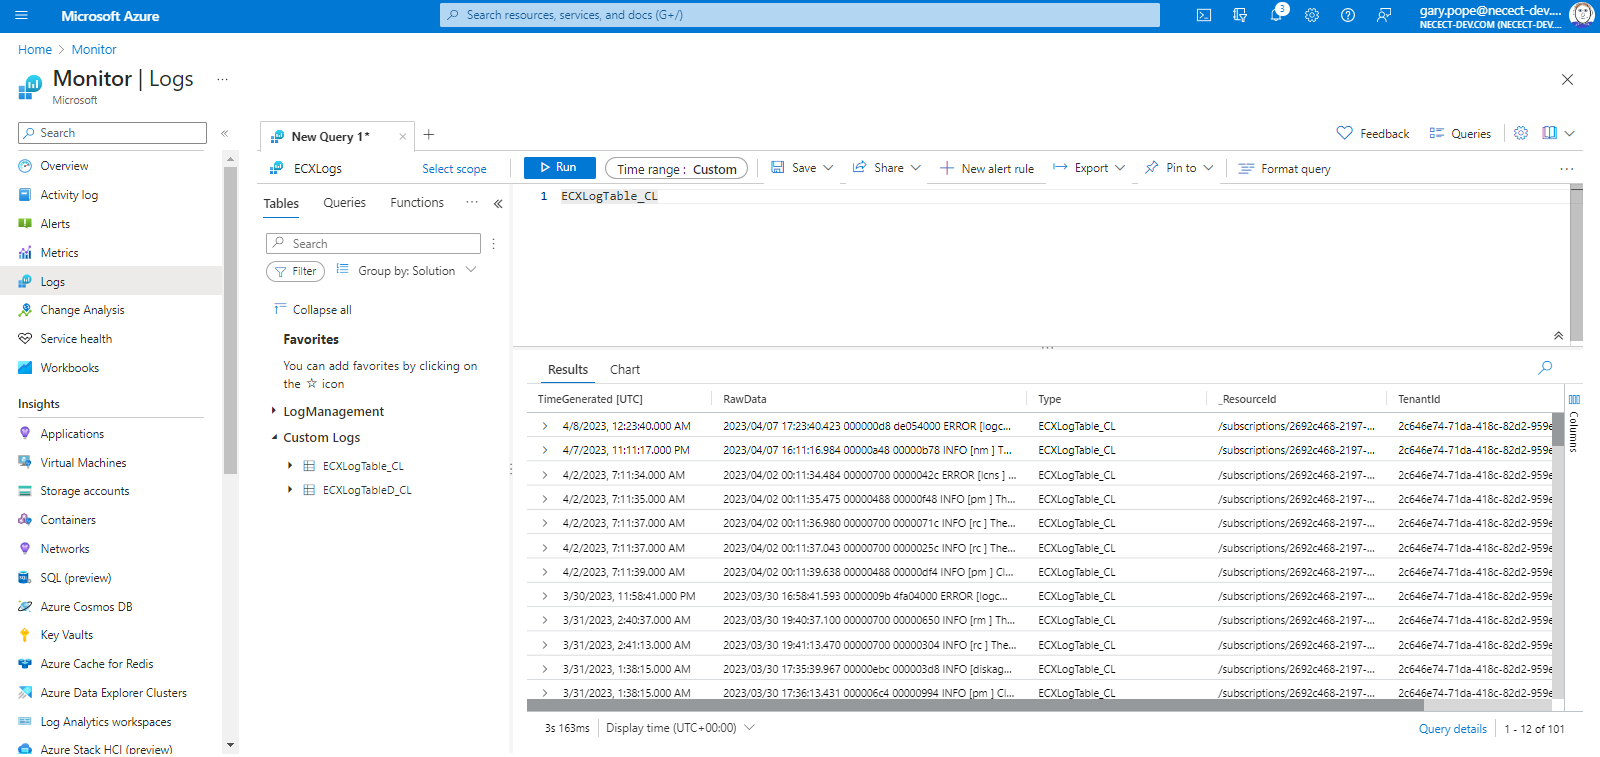 Microsoft Azure
Search resources, services, and docs (G+/)
3
gary.pope@necect-dev....
NECECT-DEV.COM (NECECT-DEV....
Home > Monitor
Monitor | Logs ...
Microsoft
Search «
Overview
Activity log
Alerts
Metrics
Logs
Change Analysis
Service health
Workbooks
Insights
Applications
Virtual Machines
Storage accounts
Containers
Networks
SQL (preview)
Azure Cosmos DB
Key Vaults
Azure Cache for Redis
Azure Data Explorer Clusters
Log Analytics workspaces
Azure Stack HCI (preview)
New Query 1* × +
Feedback Queries
ECXLogs Select scope
Run Time range : Custom Save Share New alert rule Export Pin to Format query ...
Tables Queries Functions ... «
Search
Filter Group by: Solution
Collapse all
Favorites
You can add favorites by clicking on
the ☆ icon
LogManagement
Custom Logs
ECXLogTable_CL
ECXLogTableD_CL
1 ECXLogTable_CL
Results Chart
TimeGenerated [UTC] RawData Type _ResourceId TenantId
4/8/2023, 12:23:40.000 AM 2023/04/07 17:23:40.423 000000d8 de054000 ERROR [logc... ECXLogTable_CL /subscriptions/2692c468-2197-... 2c646e74-71da-418c-82d2-959e
4/7/2023, 11:11:17.000 PM 2023/04/07 16:11:16.984 00000a48 00000b78 INFO [nm ] T... ECXLogTable_CL /subscriptions/2692c468-2197-... 2c646e74-71da-418c-82d2-959e
4/2/2023, 7:11:34.000 AM 2023/04/02 00:11:34.484 00000700 0000042c ERROR [lcns ] ... ECXLogTable_CL /subscriptions/2692c468-2197-... 2c646e74-71da-418c-82d2-959e
4/2/2023, 7:11:35.000 AM 2023/04/02 00:11:35.475 00000488 00000f48 INFO [pm ] Th... ECXLogTable_CL /subscriptions/2692c468-2197-... 2c646e74-71da-418c-82d2-959e
4/2/2023, 7:11:37.000 AM 2023/04/02 00:11:36.980 00000700 0000071c INFO [rc ] The... ECXLogTable_CL /subscriptions/2692c468-2197-... 2c646e74-71da-418c-82d2-959e
4/2/2023, 7:11:37.000 AM 2023/04/02 00:11:37.043 00000700 0000025c INFO [rc ] The... ECXLogTable_CL /subscriptions/2692c468-2197-... 2c646e74-71da-418c-82d2-959e
4/2/2023, 7:11:39.000 AM 2023/04/02 00:11:39.638 00000488 00000df4 INFO [pm ] Cl... ECXLogTable_CL /subscriptions/2692c468-2197-... 2c646e74-71da-418c-82d2-959e
3/30/2023, 11:58:41.000 PM 2023/03/30 16:58:41.593 0000009b 4fa04000 ERROR [logc... ECXLogTable_CL /subscriptions/2692c468-2197-... 2c646e74-71da-418c-82d2-959e
3/31/2023, 2:40:37.000 AM 2023/03/30 19:40:37.100 00000700 00000650 INFO [rm ] Th... ECXLogTable_CL /subscriptions/2692c468-2197-... 2c646e74-71da-418c-82d2-959e
3/31/2023, 2:41:13.000 AM 2023/03/30 19:41:13.470 00000700 00000304 INFO [rc ] The... ECXLogTable_CL /subscriptions/2692c468-2197-... 2c646e74-71da-418c-82d2-959e
3/31/2023, 1:38:15.000 AM 2023/03/30 17:35:39.967 00000ebc 000003d8 INFO [diskag... ECXLogTable_CL /subscriptions/2692c468-2197-... 2c646e74-71da-418c-82d2-959e
3/31/2023, 1:38:15.000 AM 2023/03/30 17:36:13.431 000006c4 00000994 INFO [pm ] Cl... ECXLogTable_CL /subscriptions/2692c468-2197-... 2c646e74-71da-418c-82d2-959e
Columns
3s 163ms Display time (UTC+00:00) Query details 1 - 12 of 101